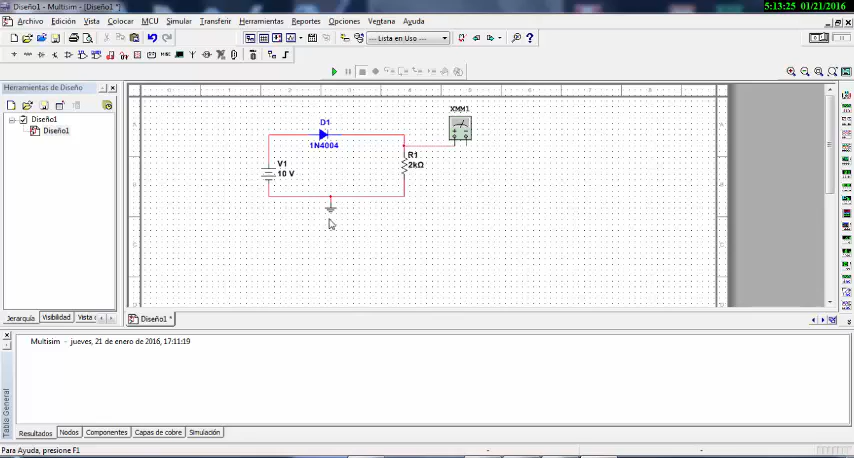 5:13:25 01/21/2016
Diseño1 - Multisim - [Diseño1 *]
Archivo Edición Vista Colocar MCU Simular Transferir Herramientas Reportes Opciones Ventana Ayuda
--- Lista en Uso ---
Herramientas de Diseño
Diseño1
Diseño1
XMM1
D1
1N4004
V1
10 V
R1
2kΩ
Jerarquía Visibilidad Vista c
Diseño1 *
Multisim - jueves, 21 de enero de 2016, 17:11:19
Tabla General
Resultados Nodos Componentes Capas de cobre Simulación
Para Ayuda, presione F1